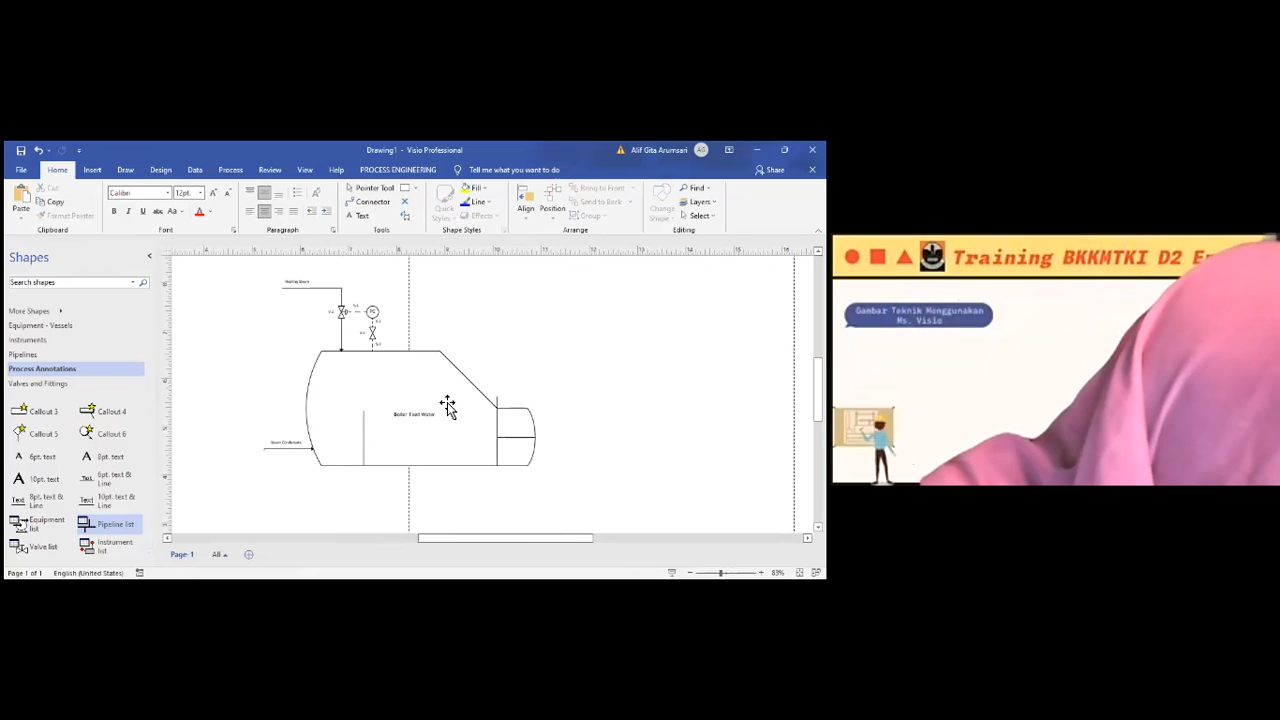 Drawing1 - Visio Professional
Alif Gita Arumsari
AG
File
Home
Insert
Draw
Design
Data
Process
Review
View
Help
PROCESS ENGINEERING
Tell me what you want to do
Share
Paste
Cut
Copy
Format Painter
Clipboard
Calibri
12pt.
Font
Paragraph
Pointer Tool
Connector
Text
Tools
Quick Styles
Fill
Line
Effects
Shape Styles
Align
Position
Bring to Front
Send to Back
Group
Arrange
Change Shape
Find
Layers
Select
Editing
Shapes
Search shapes
More Shapes
Equipment - Vessels
Instruments
Pipelines
Process Annotations
Valves and Fittings
Callout 3
Callout 4
Callout 5
Callout 6
6pt. text
8pt. text
10pt. text
6pt. text & Line
8pt. text & Line
10pt. text & Line
Equipment list
Pipeline list
Valve list
Instrument list
Boiler Feed Water
PC
Page-1
All
Page 1 of 1
English (United States)
83%
Training BKKMTKI D2
Gambar Teknik Menggunakan
Ms. Visio